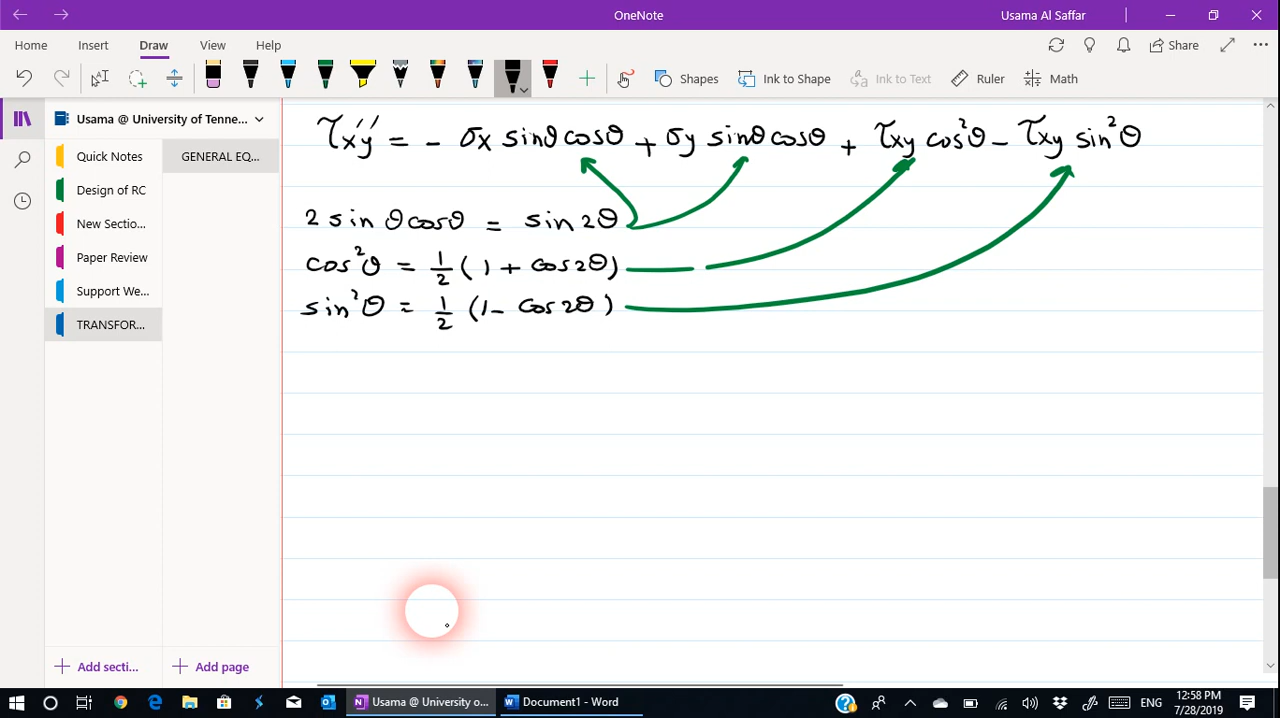 OneNote
Usama Al Saffar
Home Insert Draw View Help
Share
Shapes Ink to Shape Ink to Text Ruler Math
Usama @ University of Tenne...
Quick Notes
Design of RC
New Sectio...
Paper Review
Support We...
TRANSFOR...
GENERAL EQ...
τx'y' = - σx sinθ cosθ + σy sinθ cosθ + τxy cos²θ - τxy sin²θ
2 sin θ cosθ = sin 2θ
cos²θ = 1/2 (1 + cos2θ)
sin²θ = 1/2 (1 - cos2θ)
Add secti...
Add page
Usama @ University o...
Document1 - Word
ENG
12:58 PM
7/28/2019